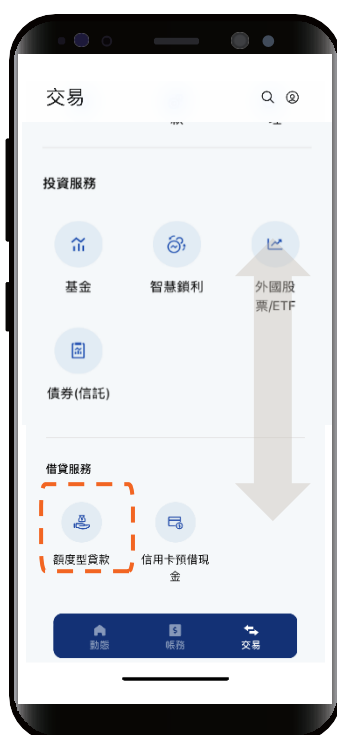 交易
投資服務
基金
智慧鎖利
外國股
票/ETF
債券(信託)
借貸服務
額度型貸款
信用卡預借現
金
動態
帳務
交易